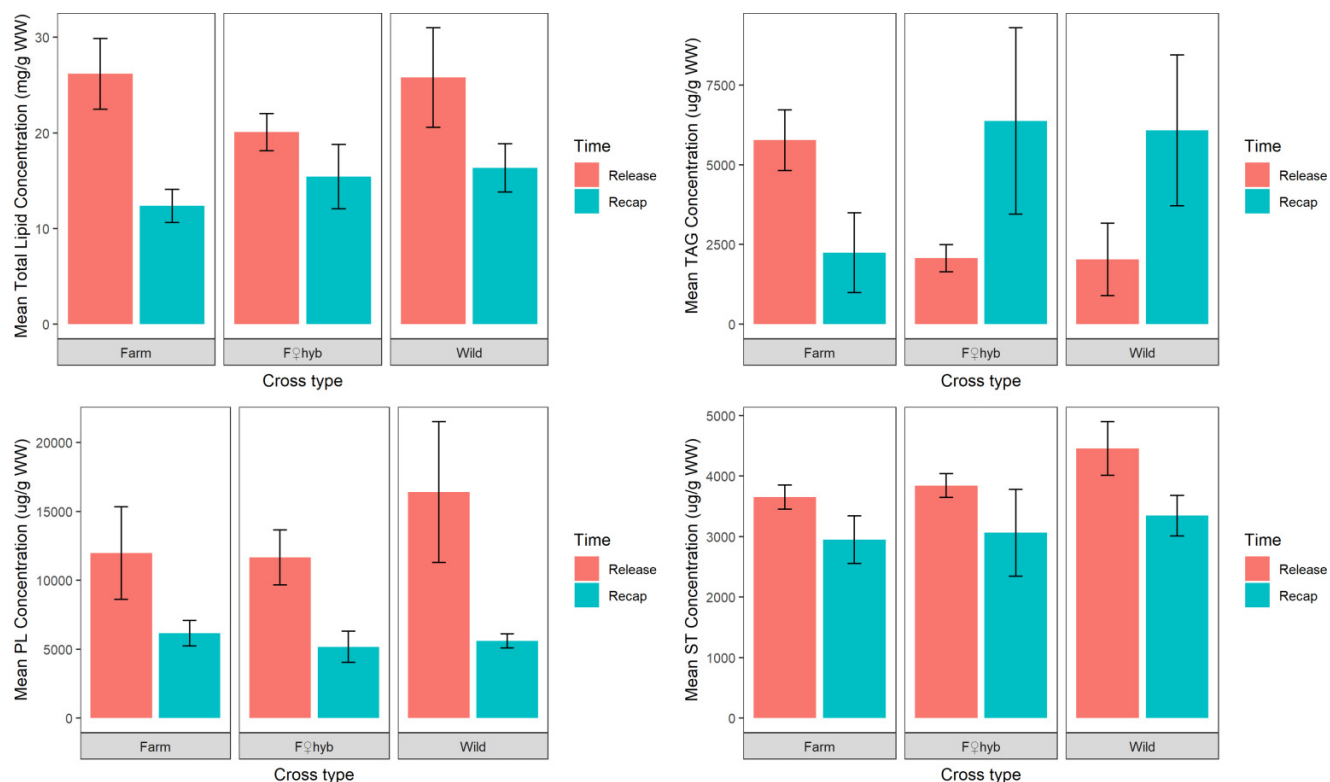 Mean Total Lipid Concentration (mg/g WW)
30
20
10
0
Farm
F♀hyb
Wild
Cross type
Time
Release
Recap
Mean TAG Concentration (ug/g WW)
7500
5000
2500
0
Farm
F♀hyb
Wild
Cross type
Time
Release
Recap
Mean PL Concentration (ug/g WW)
20000
15000
10000
5000
0
Farm
F♀hyb
Wild
Cross type
Time
Release
Recap
Mean ST Concentration (ug/g WW)
5000
4000
3000
2000
1000
0
Farm
F♀hyb
Wild
Cross type
Time
Release
Recap